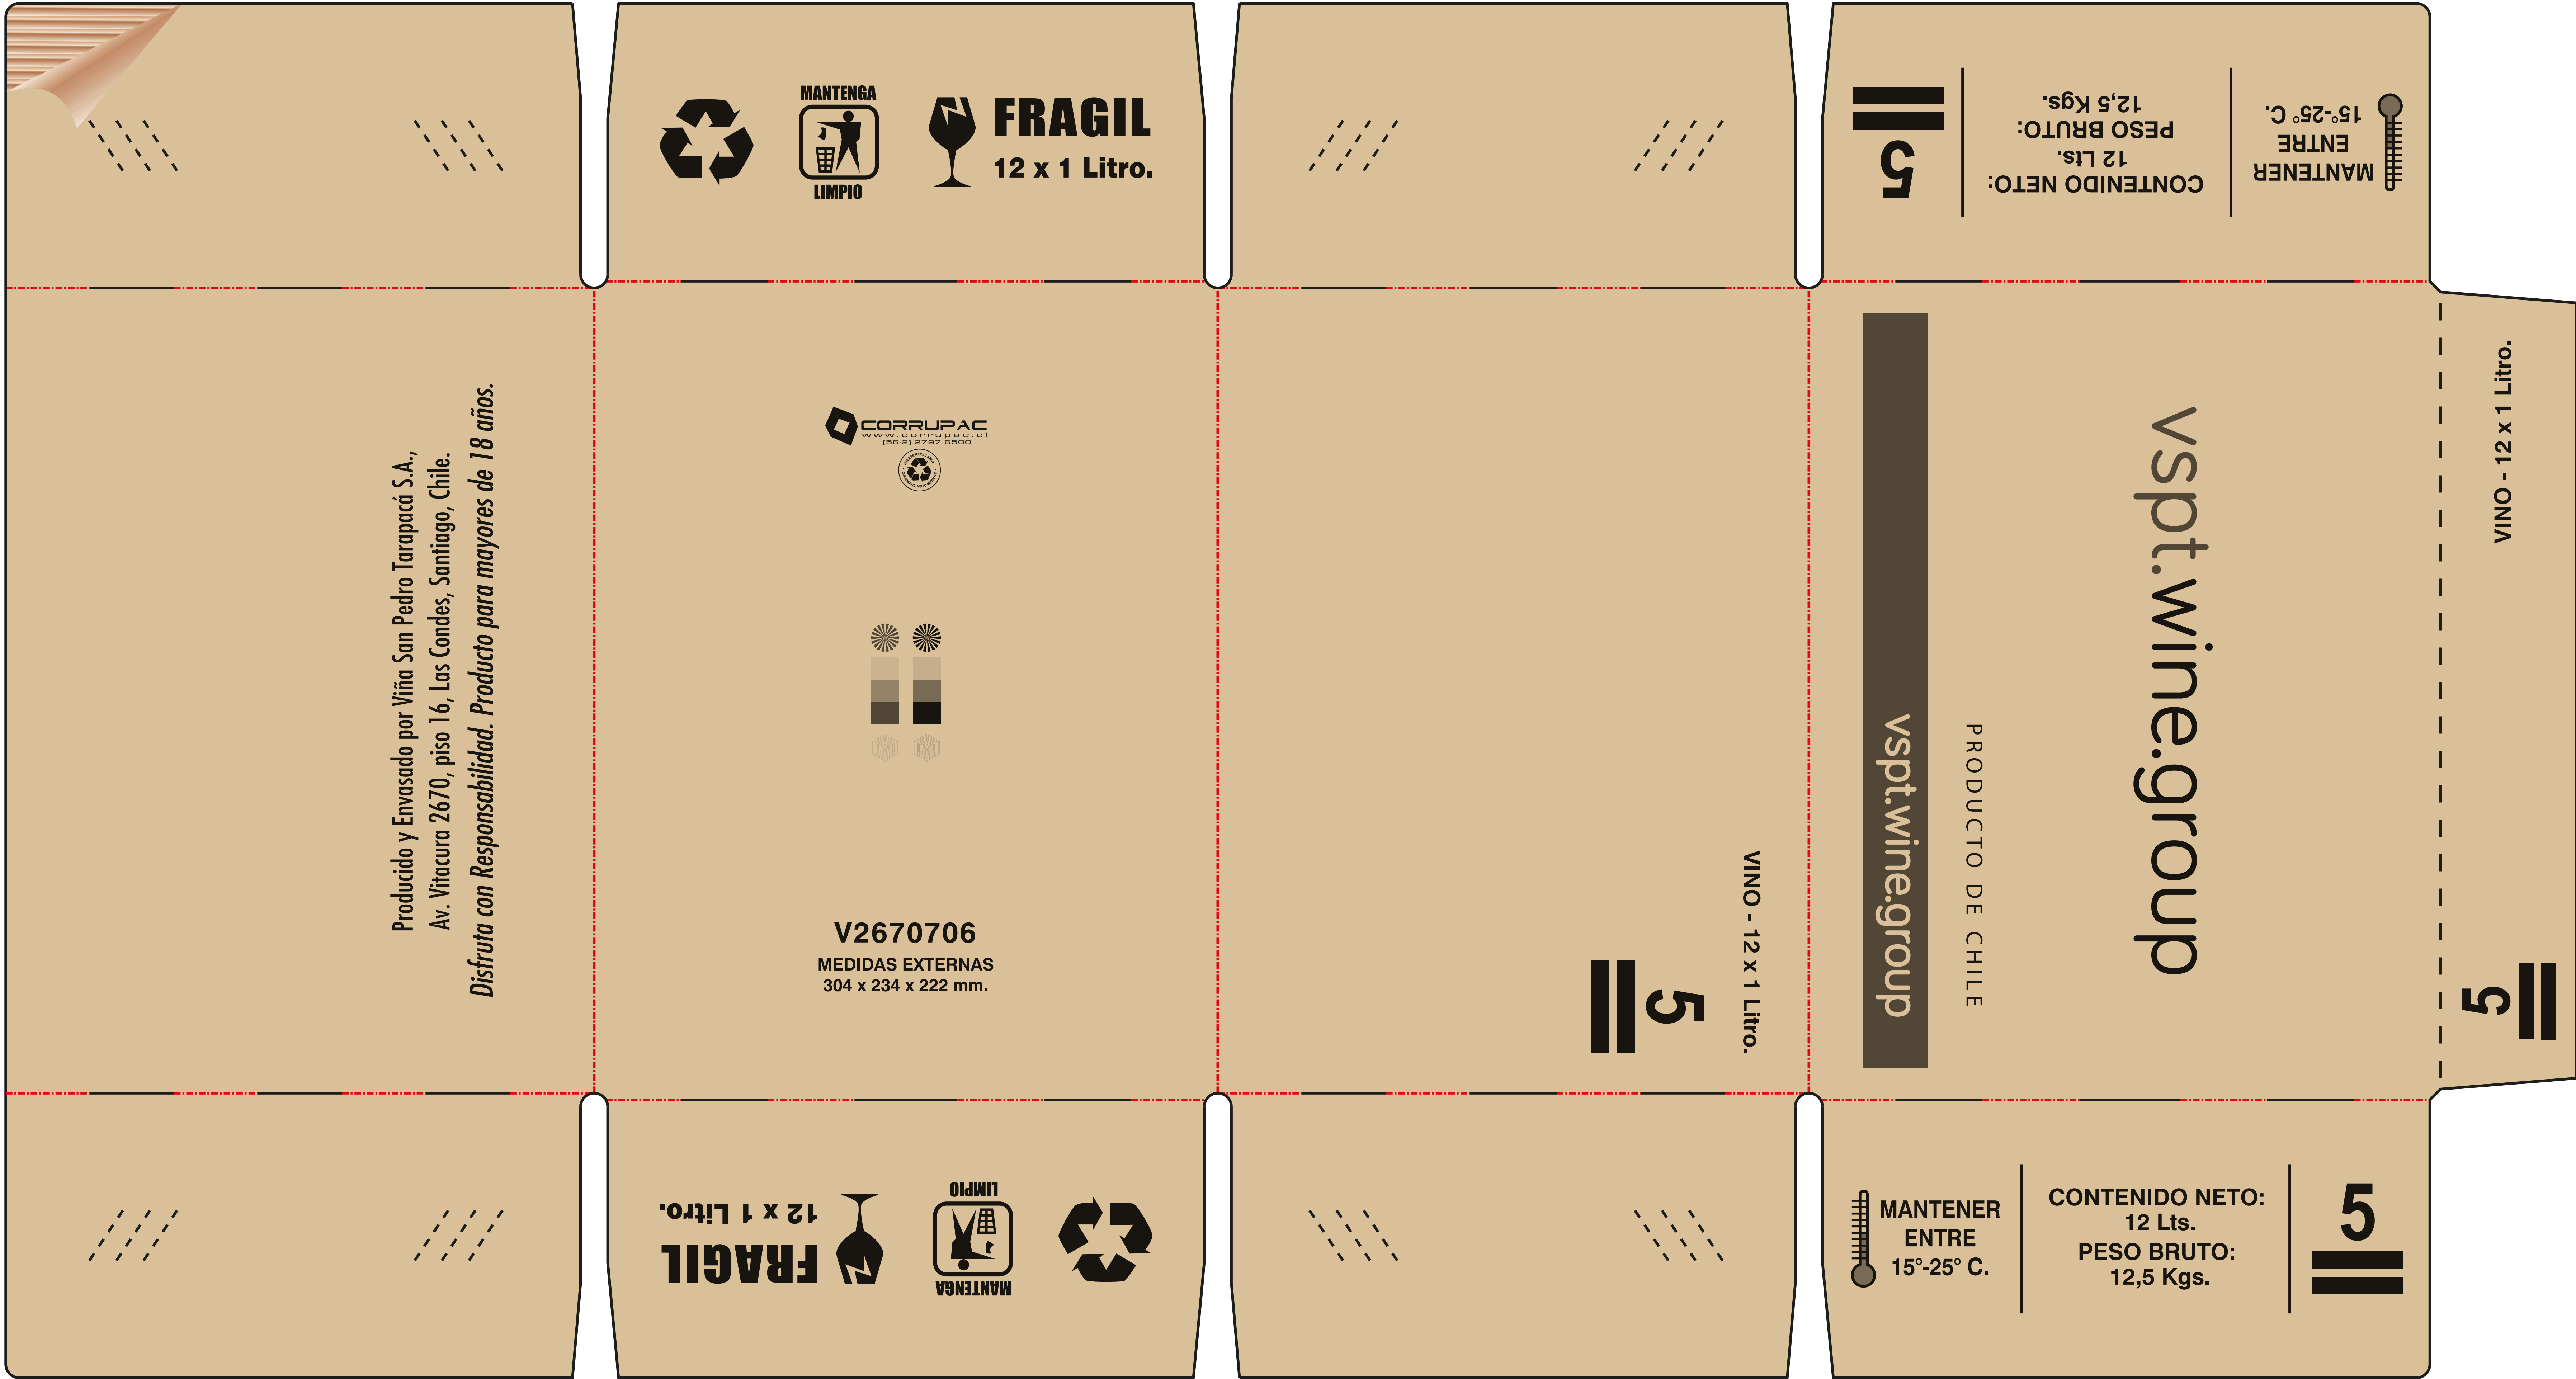 MANTENGA
LIMPIO
FRAGIL
12 x 1 Litro.
5
CONTENIDO NETO:
12 Lts.
PESO BRUTO:
12,5 Kgs.
MANTENER
ENTRE
15°-25° C.
Producido y Envasado por Viña San Pedro Tarapacá S.A.,
Av. Vitacura 2670, piso 16, Las Condes, Santiago, Chile.
Disfruta con Responsabilidad. Producto para mayores de 18 años.
CORRUPAC
www.corrupac.cl
(56-2) 2797 6500
V2670706
MEDIDAS EXTERNAS
304 x 234 x 222 mm.
VINO - 12 x 1 Litro.
5
vspt.wine.group
PRODUCTO DE CHILE
vspt.wine.group
VINO - 12 x 1 Litro.
5
FRAGIL
12 x 1 Litro.
MANTENGA
LIMPIO
MANTENER
ENTRE
15°-25° C.
CONTENIDO NETO:
12 Lts.
PESO BRUTO:
12,5 Kgs.
5